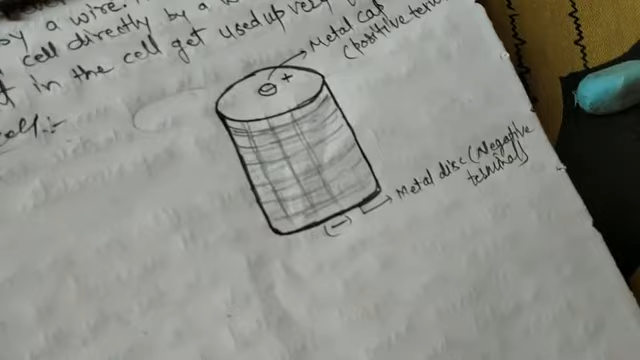 by a wire.
cell directly by a
in the cell get used up very
Cell:-
Metal cap
(positive
+
Metal disc (Negative
terminal)
(-)